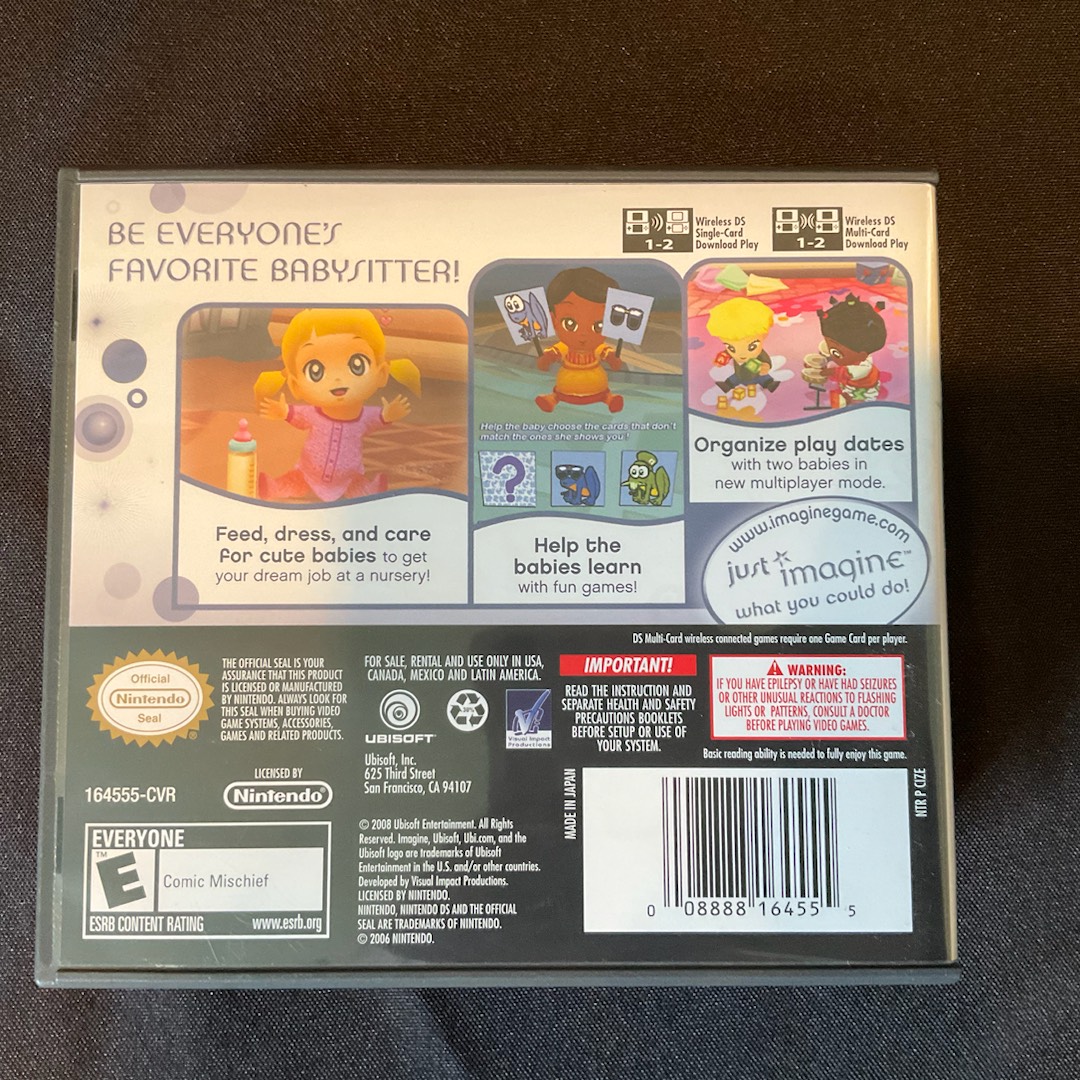 BE EVERYONE'S
FAVORITE BABYSITTER!
1-2
Wireless DS
Single-Card
Download Play
1-2
Wireless DS
Multi-Card
Download Play
Feed, dress, and care
for cute babies to get
your dream job at a nursery!
Help the baby choose the cards that don't
match the ones she shows you!
?
Help the
babies learn
with fun games!
Organize play dates
with two babies in
new multiplayer mode.
www.imaginegame.com
just imagine™
what you could do!
DS Multi-Card wireless connected games require one Game Card per player.
Official
Nintendo
Seal
®
THE OFFICIAL SEAL IS YOUR
ASSURANCE THAT THIS PRODUCT
IS LICENSED OR MANUFACTURED
BY NINTENDO. ALWAYS LOOK FOR
THIS SEAL WHEN BUYING VIDEO
GAME SYSTEMS, ACCESSORIES,
GAMES AND RELATED PRODUCTS.
FOR SALE, RENTAL AND USE ONLY IN USA,
CANADA, MEXICO AND LATIN AMERICA.
UBISOFT
Visual Impact
Productions
Ubisoft, Inc.
625 Third Street
San Francisco, CA 94107
IMPORTANT!
READ THE INSTRUCTION AND
SEPARATE HEALTH AND SAFETY
PRECAUTIONS BOOKLETS
BEFORE SETUP OR USE OF
YOUR SYSTEM.
WARNING:
IF YOU HAVE EPILEPSY OR HAVE HAD SEIZURES
OR OTHER UNUSUAL REACTIONS TO FLASHING
LIGHTS OR PATTERNS, CONSULT A DOCTOR
BEFORE PLAYING VIDEO GAMES.
Basic reading ability is needed to fully enjoy this game.
164555-CVR
LICENSED BY
Nintendo®
EVERYONE
E
™
Comic Mischief
ESRB CONTENT RATING www.esrb.org
© 2008 Ubisoft Entertainment. All Rights
Reserved. Imagine, Ubisoft, Ubi.com, and the
Ubisoft logo are trademarks of Ubisoft
Entertainment in the U.S. and/or other countries.
Developed by Visual Impact Productions.
LICENSED BY NINTENDO.
NINTENDO, NINTENDO DS AND THE OFFICIAL
SEAL ARE TRADEMARKS OF NINTENDO.
© 2006 NINTENDO.
MADE IN JAPAN
0 08888 16455 5
NTR P CIZE